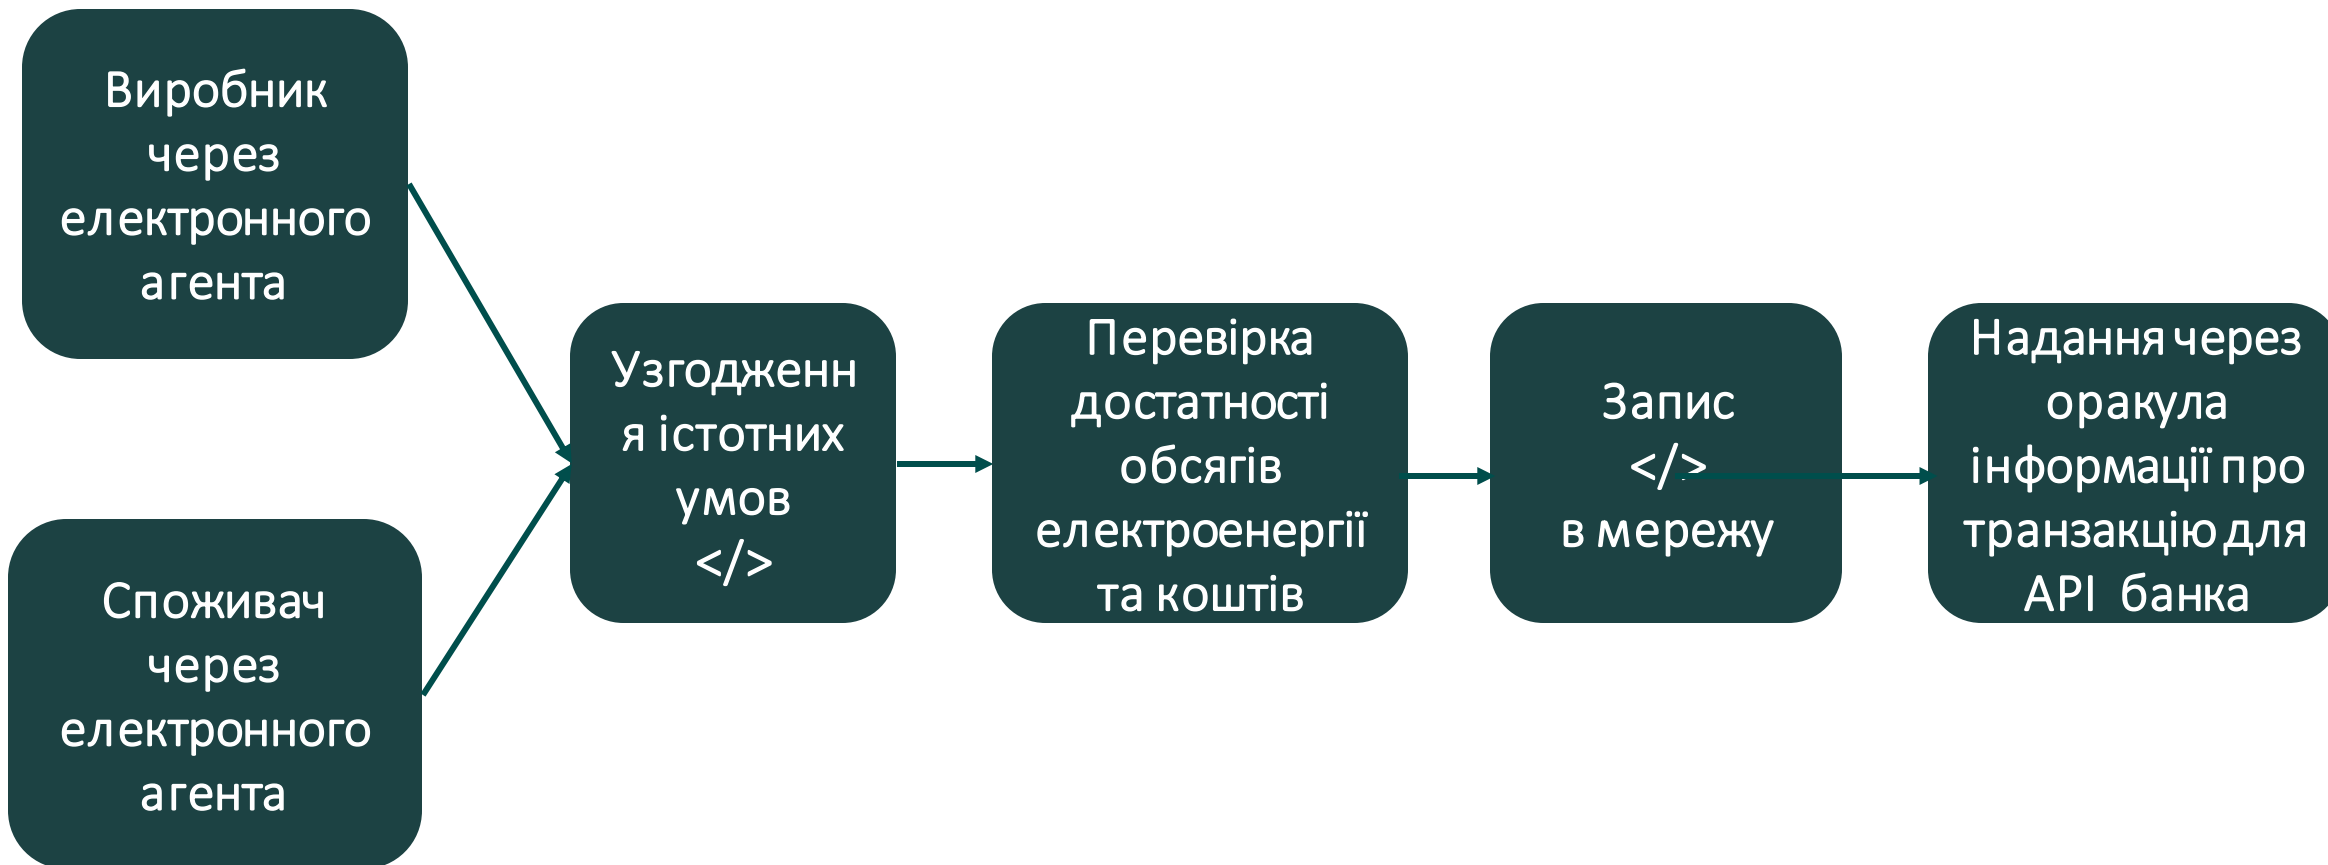 Виробник
через
електронного
агента
Споживач
через
електронного
агента
Узгодженн
я істотних
умов
</>
Перевірка
достатності
обсягів
електроенергії
та коштів
Запис
</>
в мережу
Надання через
оракула
інформації про
транзакцію для
АРІ банка